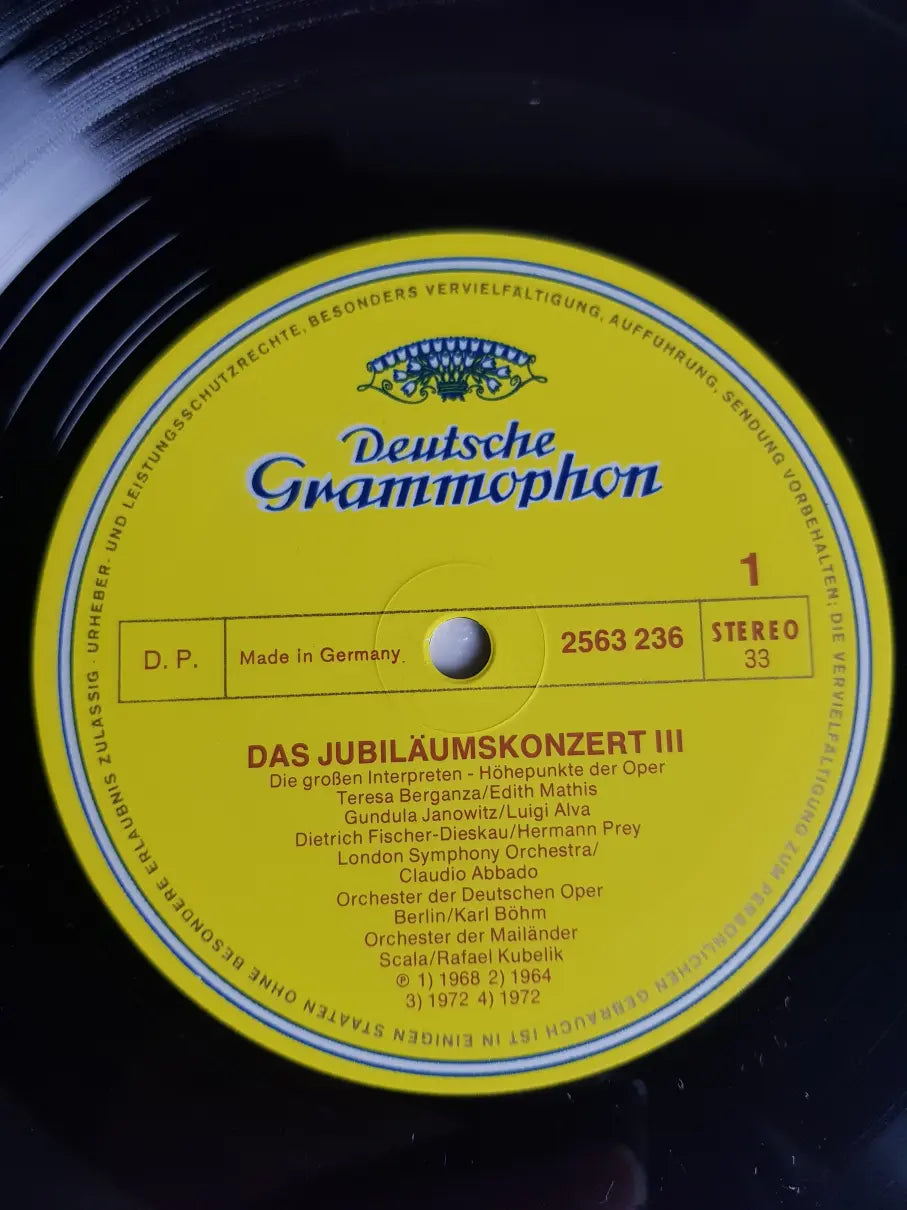 URHEBER- UND LEISTUNGSSCHUTZRECHTE, BESONDERS VERVIELFÄLTIGUNG, AUFFÜHRUNG, SENDUNG VORBEHALTEN; DIE VERVIELFÄLTIGUNG ZUM PERSÖNLICHEN GEBRAUCH IST IN EINIGEN STAATEN OHNE BESONDERE ERLAUBNIS ZULÄSSIG ·
Deutsche
Grammophon
1
D. P.
Made in Germany
2563 236
STEREO
33
DAS JUBILÄUMSKONZERT III
Die großen Interpreten - Höhepunkte der Oper
Teresa Berganza/Edith Mathis
Gundula Janowitz/Luigi Alva
Dietrich Fischer-Dieskau/Hermann Prey
London Symphony Orchestra/
Claudio Abbado
Orchester der Deutschen Oper
Berlin/Karl Böhm
Orchester der Mailänder
Scala/Rafael Kubelik
℗ 1) 1968 2) 1964
3) 1972 4) 1972